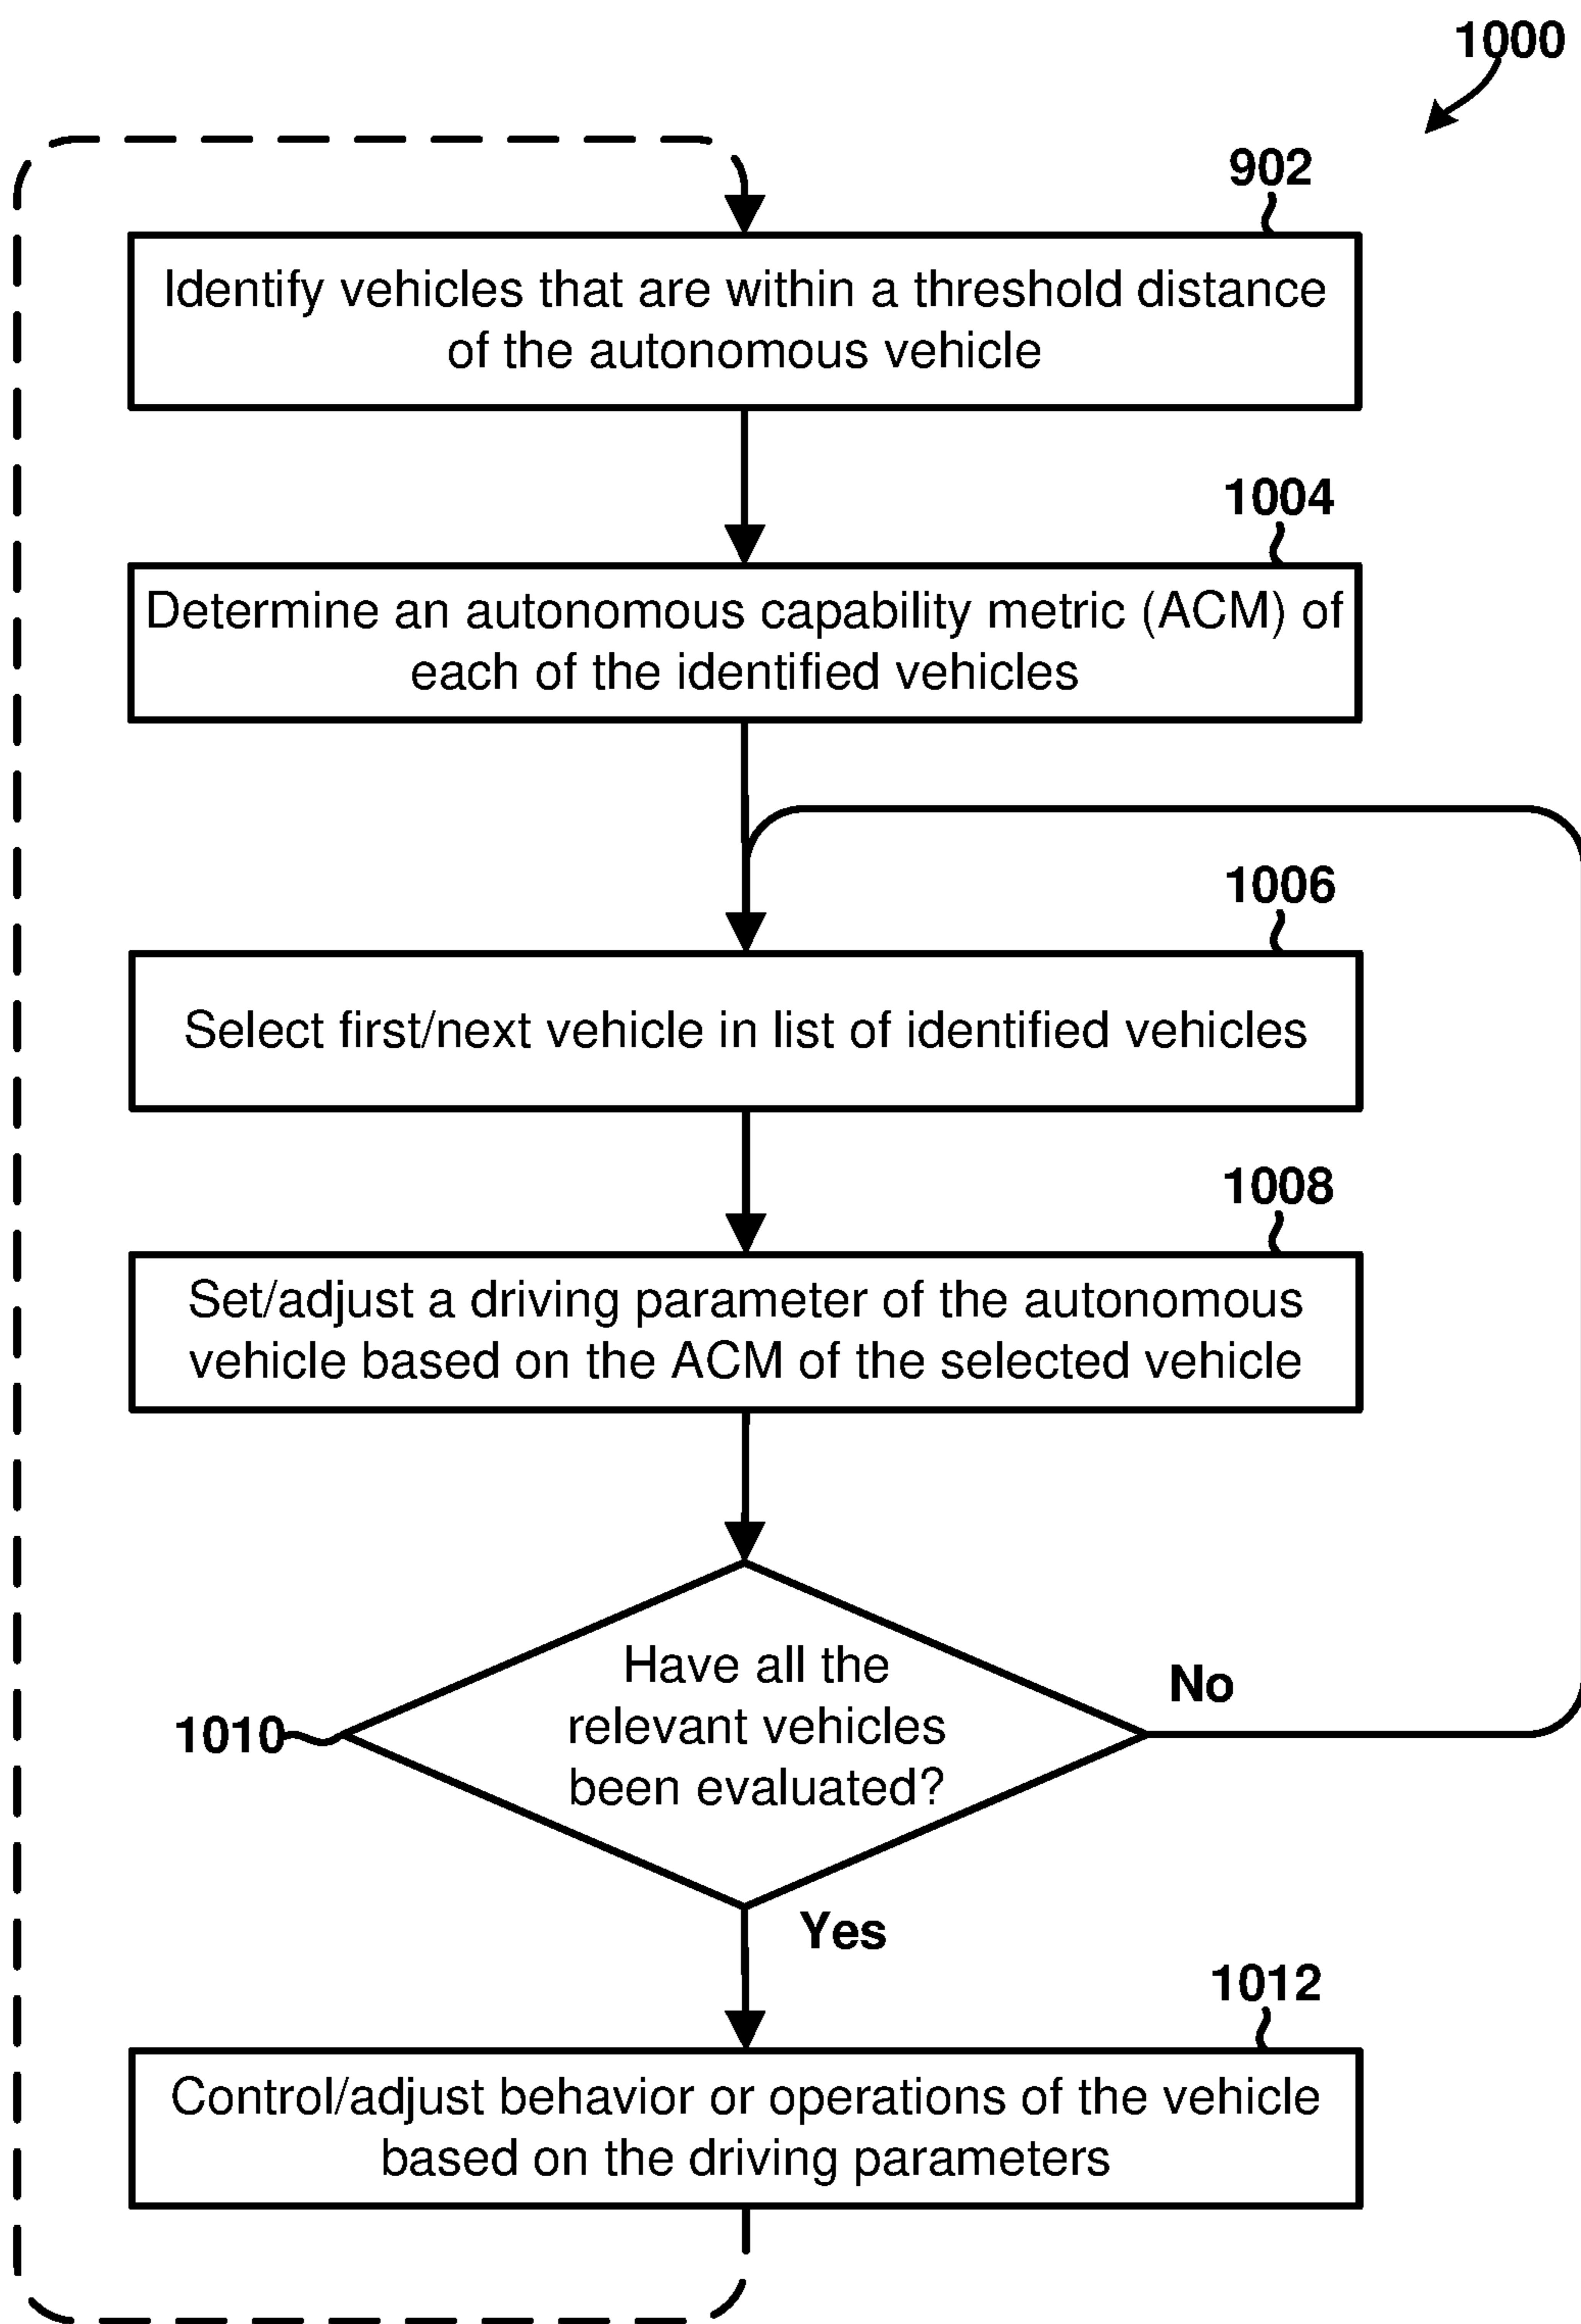 1000
902
Identify vehicles that are within a threshold distance
of the autonomous vehicle
1004
Determine an autonomous capability metric (ACM) of
each of the identified vehicles
1006
Select first/next vehicle in list of identified vehicles
1008
Set/adjust a driving parameter of the autonomous
vehicle based on the ACM of the selected vehicle
1010
Have all the
relevant vehicles
been evaluated?
No
Yes
1012
Control/adjust behavior or operations of the vehicle
based on the driving parameters